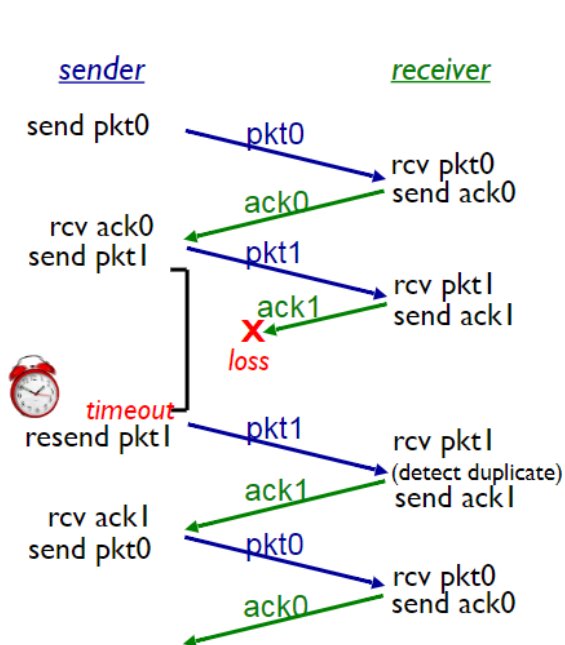 sender
receiver
send pkt0
pkt0
rcv pkt0
send ack0
ack0
rcv ack0
send pkt1
pkt1
rcv pkt1
send ack1
ack1
X
loss
timeout
resend pkt1
pkt1
rcv pkt1
(detect duplicate)
send ack1
ack1
rcv ack1
send pkt0
pkt0
rcv pkt0
send ack0
ack0